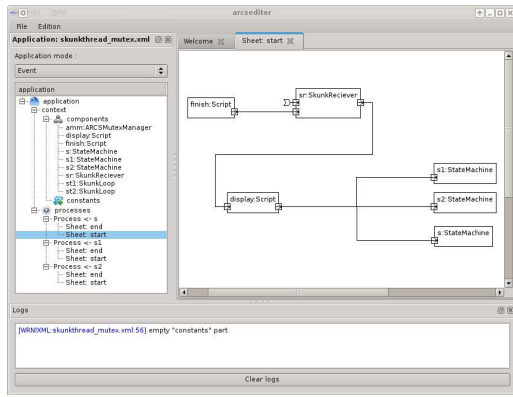 arcseditor
File Edition
Application: skunkthread_mutex.xml
Application mode :
Event
application
application
context
components
amm:ARCSMutexManager
display:Script
finish:Script
s:StateMachine
s1:StateMachine
s2:StateMachine
sr:SkunkReciever
st1:SkunkLoop
st2:SkunkLoop
constants
processes
Process <- s
Sheet: end
Sheet: start
Process <- s1
Sheet: end
Sheet: start
Process <- s2
Sheet: end
Sheet: start
Welcome
Sheet: start
finish:Script
sr:SkunkReciever
display:Script
s1:StateMachine
s2:StateMachine
s:StateMachine
Logs
[WRN!XML:skunkthread_mutex.xml:56} empty "constants" part
Clear logs